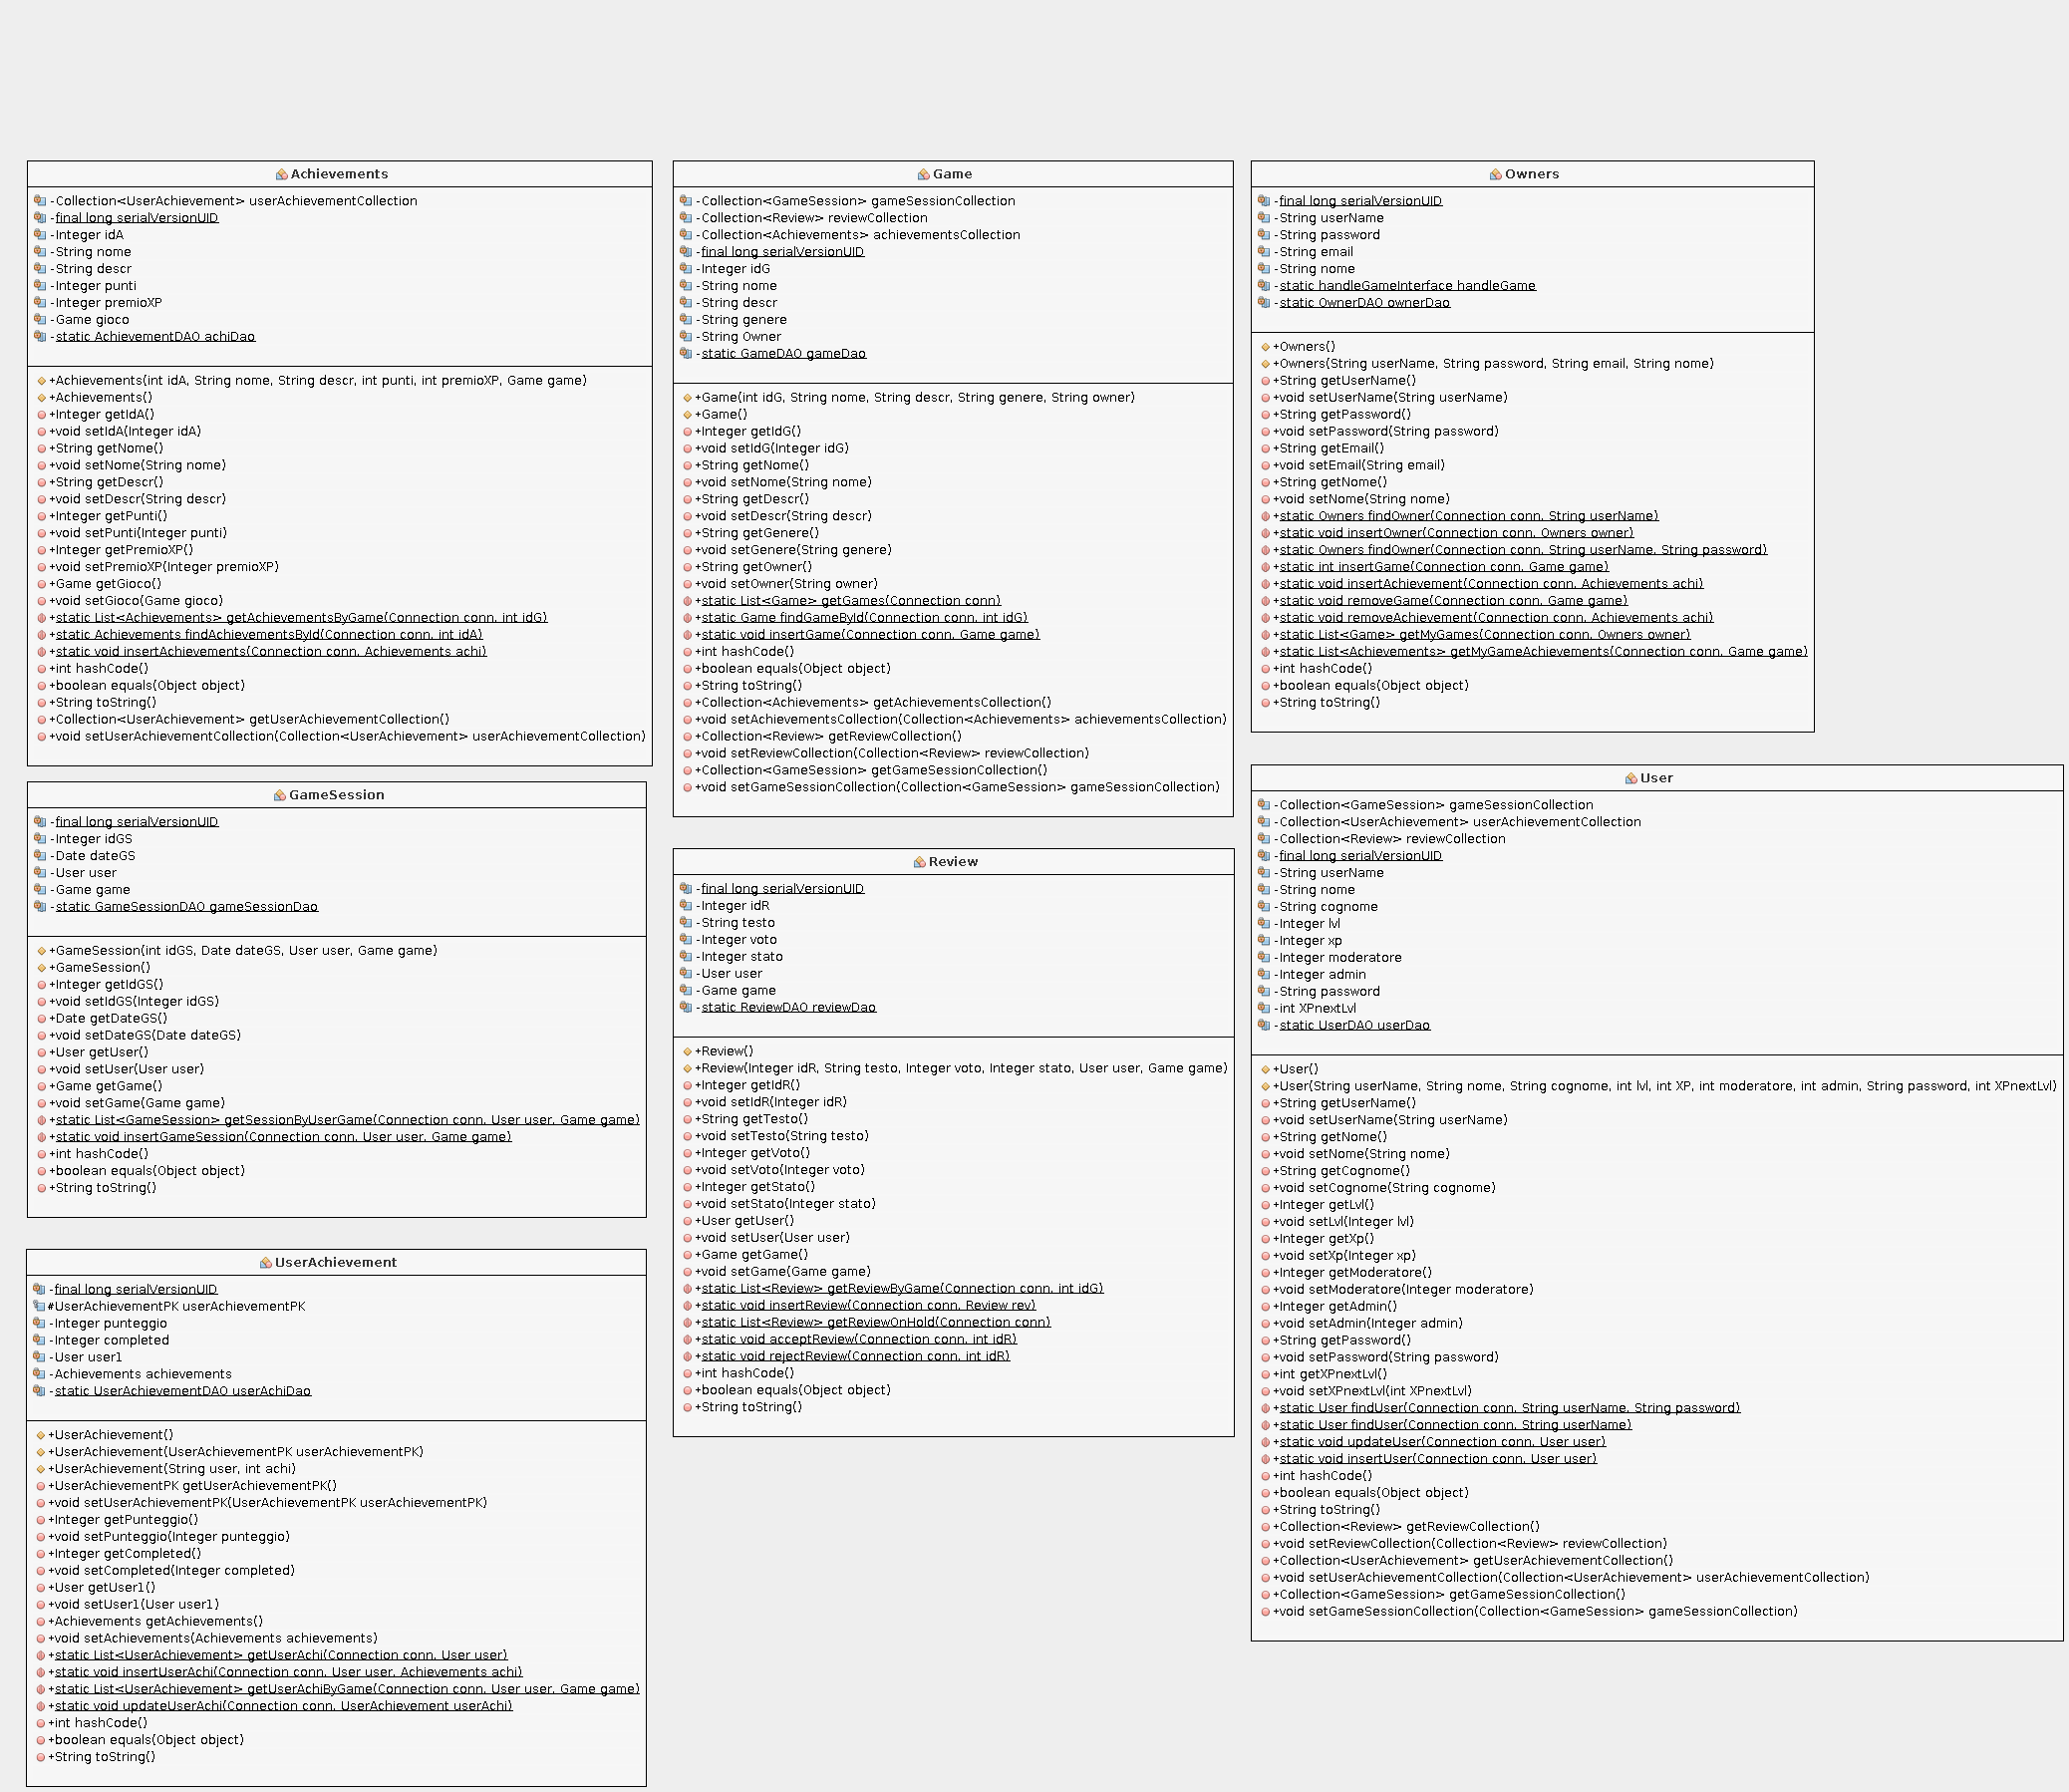 Achievements
-Collection<UserAchievement> userAchievementCollection
-final long serialVersionUID
-Integer idA
-String nome
-String descr
-Integer punti
-Integer premioXP
-Game gioco
-static AchievementDAO achiDao
+Achievements(int idA, String nome, String descr, int punti, int premioXP, Game game)
+Achievements()
+Integer getIdA()
+void setIdA(Integer idA)
+String getNome()
+void setNome(String nome)
+String getDescr()
+void setDescr(String descr)
+Integer getPunti()
+void setPunti(Integer punti)
+Integer getPremioXP()
+void setPremioXP(Integer premioXP)
+Game getGioco()
+void setGioco(Game gioco)
+static List<Achievements> getAchievementsByGame(Connection conn, int idG)
+static Achievements findAchievementsById(Connection conn, int idA)
+static void insertAchievements(Connection conn, Achievements achi)
+int hashCode()
+boolean equals(Object object)
+String toString()
+Collection<UserAchievement> getUserAchievementCollection()
+void setUserAchievementCollection(Collection<UserAchievement> userAchievementCollection)
GameSession
-final long serialVersionUID
-Integer idGS
-Date dateGS
-User user
-Game game
-static GameSessionDAO gameSessionDao
+GameSession(int idGS, Date dateGS, User user, Game game)
+GameSession()
+Integer getIdGS()
+void setIdGS(Integer idGS)
+Date getDateGS()
+void setDateGS(Date dateGS)
+User getUser()
+void setUser(User user)
+Game getGame()
+void setGame(Game game)
+static List<GameSession> getSessionByUserGame(Connection conn, User user, Game game)
+static void insertGameSession(Connection conn, User user, Game game)
+int hashCode()
+boolean equals(Object object)
+String toString()
UserAchievement
-final long serialVersionUID
#UserAchievementPK userAchievementPK
-Integer punteggio
-Integer completed
-User user1
-Achievements achievements
-static UserAchievementDAO userAchiDao
+UserAchievement()
+UserAchievement(UserAchievementPK userAchievementPK)
+UserAchievement(String user, int achi)
+UserAchievementPK getUserAchievementPK()
+void setUserAchievementPK(UserAchievementPK userAchievementPK)
+Integer getPunteggio()
+void setPunteggio(Integer punteggio)
+Integer getCompleted()
+void setCompleted(Integer completed)
+User getUser1()
+void setUser1(User user1)
+Achievements getAchievements()
+void setAchievements(Achievements achievements)
+static List<UserAchievement> getUserAchi(Connection conn, User user)
+static void insertUserAchi(Connection conn, User user, Achievements achi)
+static List<UserAchievement> getUserAchiByGame(Connection conn, User user, Game game)
+static void updateUserAchi(Connection conn, UserAchievement userAchi)
+int hashCode()
+boolean equals(Object object)
+String toString()
Game
-Collection<GameSession> gameSessionCollection
-Collection<Review> reviewCollection
-Collection<Achievements> achievementsCollection
-final long serialVersionUID
-Integer idG
-String nome
-String descr
-String genere
-String Owner
-static GameDAO gameDao
+Game(int idG, String nome, String descr, String genere, String owner)
+Game()
+Integer getIdG()
+void setIdG(Integer idG)
+String getNome()
+void setNome(String nome)
+String getDescr()
+void setDescr(String descr)
+String getGenere()
+void setGenere(String genere)
+String getOwner()
+void setOwner(String owner)
+static List<Game> getGames(Connection conn)
+static Game findGameById(Connection conn, int idG)
+static void insertGame(Connection conn, Game game)
+int hashCode()
+boolean equals(Object object)
+String toString()
+Collection<Achievements> getAchievementsCollection()
+void setAchievementsCollection(Collection<Achievements> achievementsCollection)
+Collection<Review> getReviewCollection()
+void setReviewCollection(Collection<Review> reviewCollection)
+Collection<GameSession> getGameSessionCollection()
+void setGameSessionCollection(Collection<GameSession> gameSessionCollection)
Review
-final long serialVersionUID
-Integer idR
-String testo
-Integer voto
-Integer stato
-User user
-Game game
-static ReviewDAO reviewDao
+Review()
+Review(Integer idR, String testo, Integer voto, Integer stato, User user, Game game)
+Integer getIdR()
+void setIdR(Integer idR)
+String getTesto()
+void setTesto(String testo)
+Integer getVoto()
+void setVoto(Integer voto)
+Integer getStato()
+void setStato(Integer stato)
+User getUser()
+void setUser(User user)
+Game getGame()
+void setGame(Game game)
+static List<Review> getReviewByGame(Connection conn, int idG)
+static void insertReview(Connection conn, Review rev)
+static List<Review> getReviewOnHold(Connection conn)
+static void acceptReview(Connection conn, int idR)
+static void rejectReview(Connection conn, int idR)
+int hashCode()
+boolean equals(Object object)
+String toString()
Owners
-final long serialVersionUID
-String userName
-String password
-String email
-String nome
-static handleGameInterface handleGame
-static OwnerDAO ownerDao
+Owners()
+Owners(String userName, String password, String email, String nome)
+String getUserName()
+void setUserName(String userName)
+String getPassword()
+void setPassword(String password)
+String getEmail()
+void setEmail(String email)
+String getNome()
+void setNome(String nome)
+static Owners findOwner(Connection conn, String userName)
+static void insertOwner(Connection conn, Owners owner)
+static Owners findOwner(Connection conn, String userName, String password)
+static int insertGame(Connection conn, Game game)
+static void insertAchievement(Connection conn, Achievements achi)
+static void removeGame(Connection conn, Game game)
+static void removeAchievement(Connection conn, Achievements achi)
+static List<Game> getMyGames(Connection conn, Owners owner)
+static List<Achievements> getMyGameAchievements(Connection conn, Game game)
+int hashCode()
+boolean equals(Object object)
+String toString()
User
-Collection<GameSession> gameSessionCollection
-Collection<UserAchievement> userAchievementCollection
-Collection<Review> reviewCollection
-final long serialVersionUID
-String userName
-String nome
-String cognome
-Integer lvl
-Integer xp
-Integer moderatore
-Integer admin
-String password
-int XPnextLvl
-static UserDAO userDao
+User()
+User(String userName, String nome, String cognome, int lvl, int XP, int moderatore, int admin, String password, int XPnextLvl)
+String getUserName()
+void setUserName(String userName)
+String getNome()
+void setNome(String nome)
+String getCognome()
+void setCognome(String cognome)
+Integer getLvl()
+void setLvl(Integer lvl)
+Integer getXp()
+void setXp(Integer xp)
+Integer getModeratore()
+void setModeratore(Integer moderatore)
+Integer getAdmin()
+void setAdmin(Integer admin)
+String getPassword()
+void setPassword(String password)
+int getXPnextLvl()
+void setXPnextLvl(int XPnextLvl)
+static User findUser(Connection conn, String userName, String password)
+static User findUser(Connection conn, String userName)
+static void updateUser(Connection conn, User user)
+static void insertUser(Connection conn, User user)
+int hashCode()
+boolean equals(Object object)
+String toString()
+Collection<Review> getReviewCollection()
+void setReviewCollection(Collection<Review> reviewCollection)
+Collection<UserAchievement> getUserAchievementCollection()
+void setUserAchievementCollection(Collection<UserAchievement> userAchievementCollection)
+Collection<GameSession> getGameSessionCollection()
+void setGameSessionCollection(Collection<GameSession> gameSessionCollection)